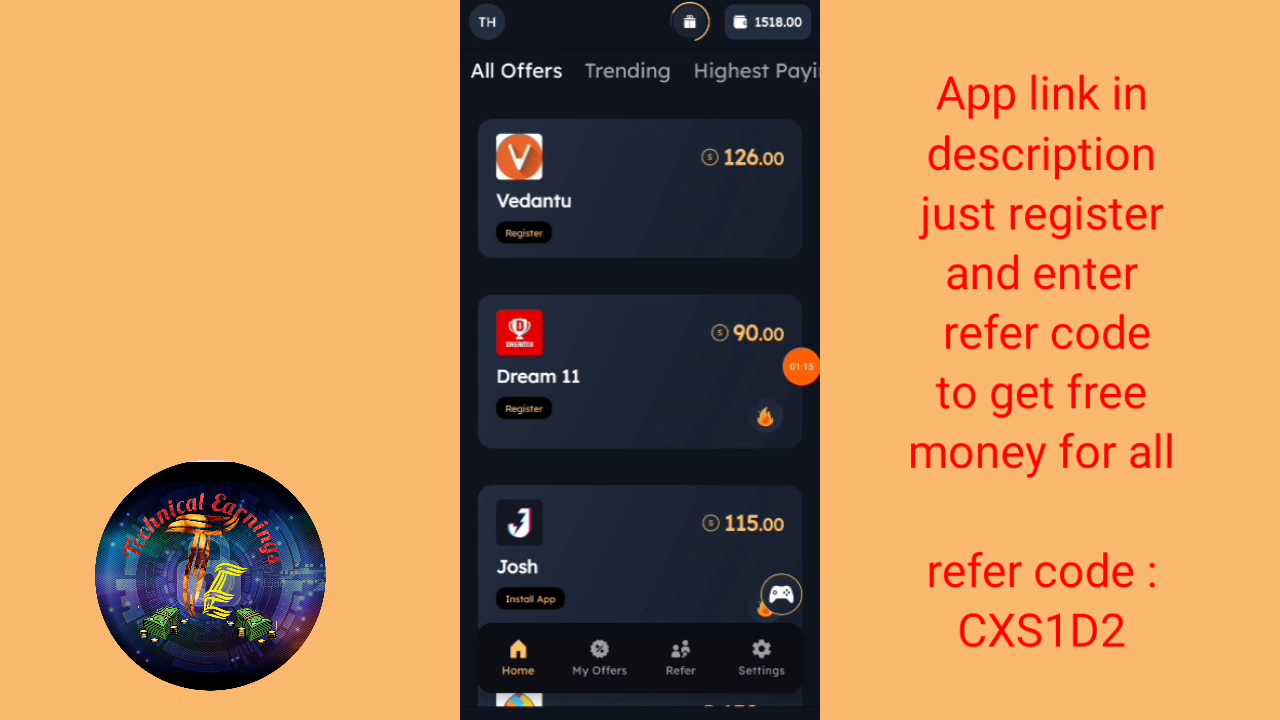 TH
1518.00
All Offers Trending Highest Payi
126.00
Vedantu
Register
DREAM11
90.00
Dream 11
Register
01:15
115.00
Josh
Install App
Home My Offers Refer Settings
Technical Earnings
TE
App link in
description
just register
and enter
refer code
to get free
money for all
refer code :
CXS1D2